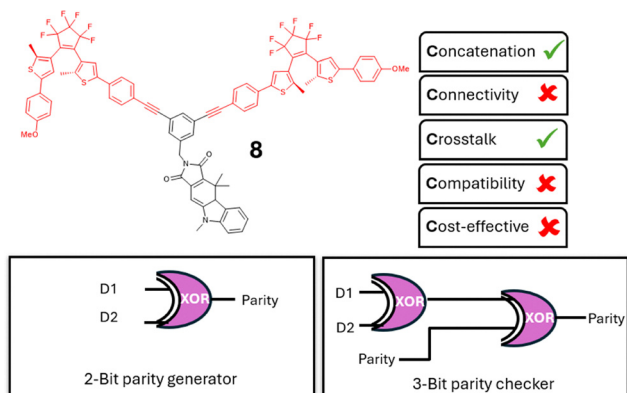 F F F F F F
S
S
MeO
F F F F F F
S
S
OMe
8
O
N
O
N
Concatenation
Connectivity
Crosstalk
Compatibility
Cost-effective
D1
D2
XOR
Parity
2-Bit parity generator
D1
D2
XOR
Parity
XOR
Parity
3-Bit parity checker